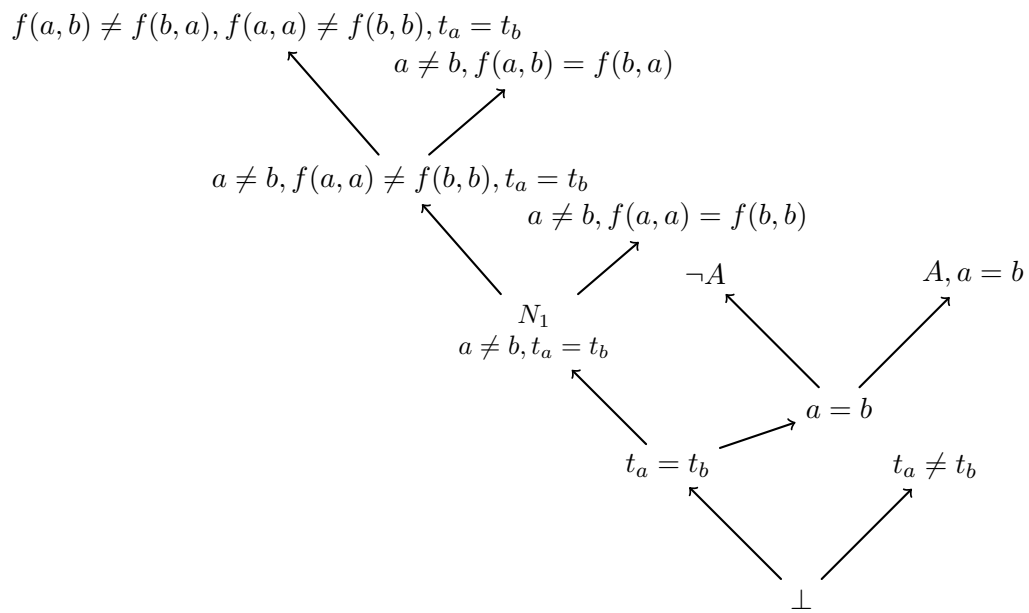 f(a, b) ≠ f(b, a), f(a, a) ≠ f(b, b), t_a = t_b
a ≠ b, f(a, b) = f(b, a)
a ≠ b, f(a, a) ≠ f(b, b), t_a = t_b
a ≠ b, f(a, a) = f(b, b)
¬A
A, a = b
N_1
a ≠ b, t_a = t_b
a = b
t_a = t_b
t_a ≠ t_b
⊥